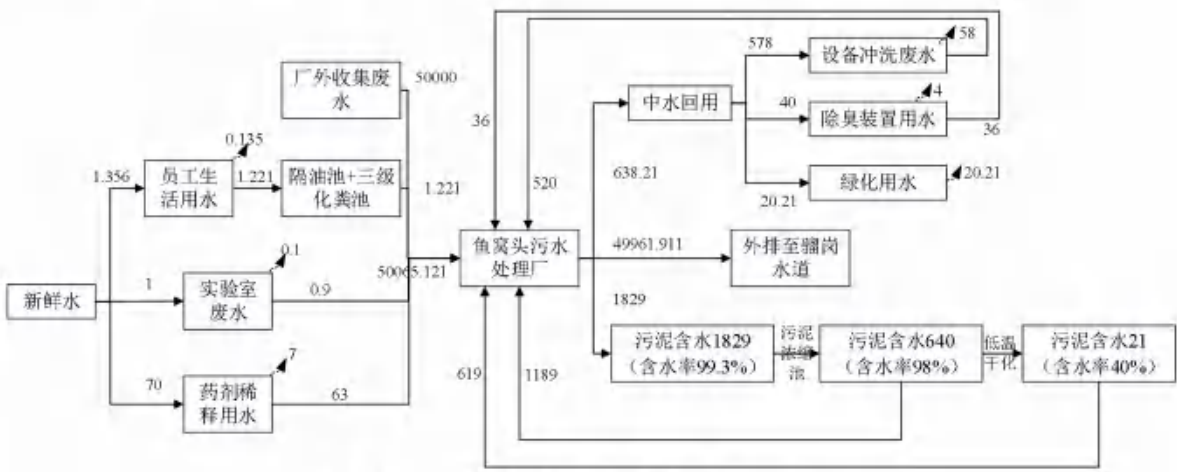 578
58
设备冲洗废水
厂外收集废
水
50000
中水回用
40
4
除臭装置用水
36
36
0.135
1.356
员工生
活用水
1.221
隔油池+三级
化粪池
1.221
520
638.21
绿化用水
20.21
20.21
0.1
鱼窝头污水
处理厂
49961.911
外排至骝岗
水道
50065.121
新鲜水
1
实验室
废水
0.9
1829
7
污泥含水1829
（含水率99.3%）
污泥
浓缩
池
污泥含水640
（含水率98%）
低温
干化
污泥含水21
（含水率40%）
70
药剂稀
释用水
63
619
1189